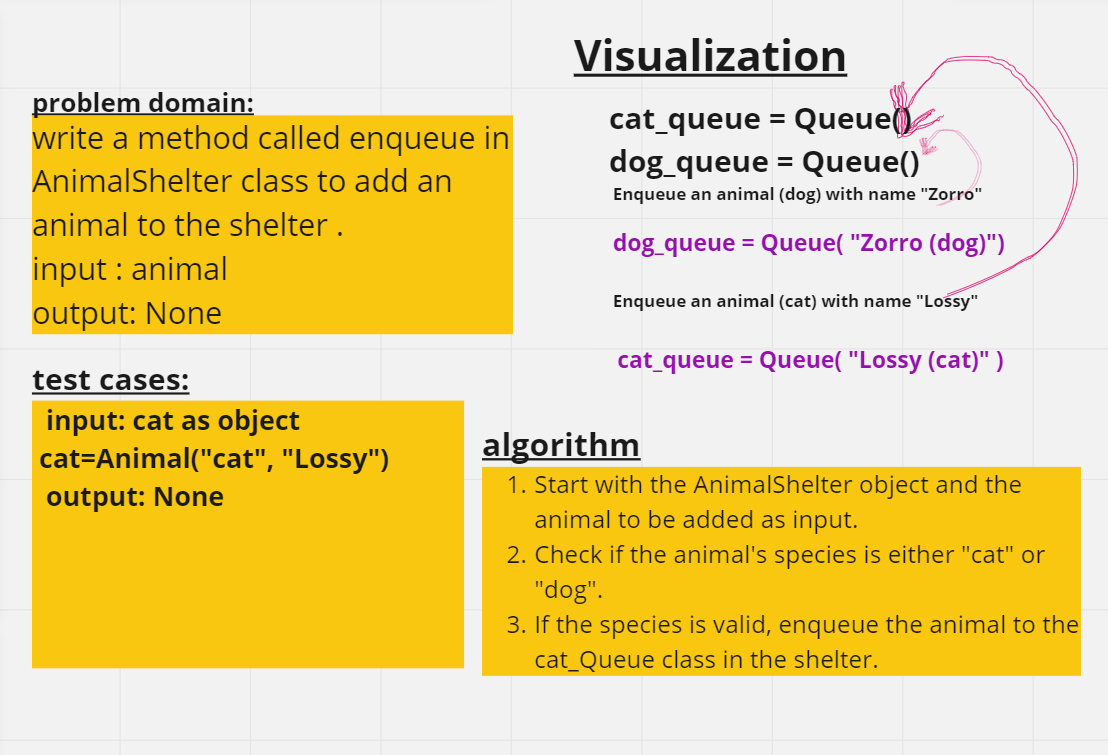 problem domain:
write a method called enqueue in
AnimalShelter class to add an
animal to the shelter .
input : animal
output: None
test cases:
input: cat as object
cat=Animal("cat", "Lossy")
output: None
Visualization
cat_queue = Queue()
dog_queue = Queue()
Enqueue an animal (dog) with name "Zorro"
dog_queue = Queue( "Zorro (dog)")
Enqueue an animal (cat) with name "Lossy"
cat_queue = Queue( "Lossy (cat)" )
algorithm
1. Start with the AnimalShelter object and the
animal to be added as input.
2. Check if the animal's species is either "cat" or
"dog".
3. If the species is valid, enqueue the animal to the
cat_Queue class in the shelter.